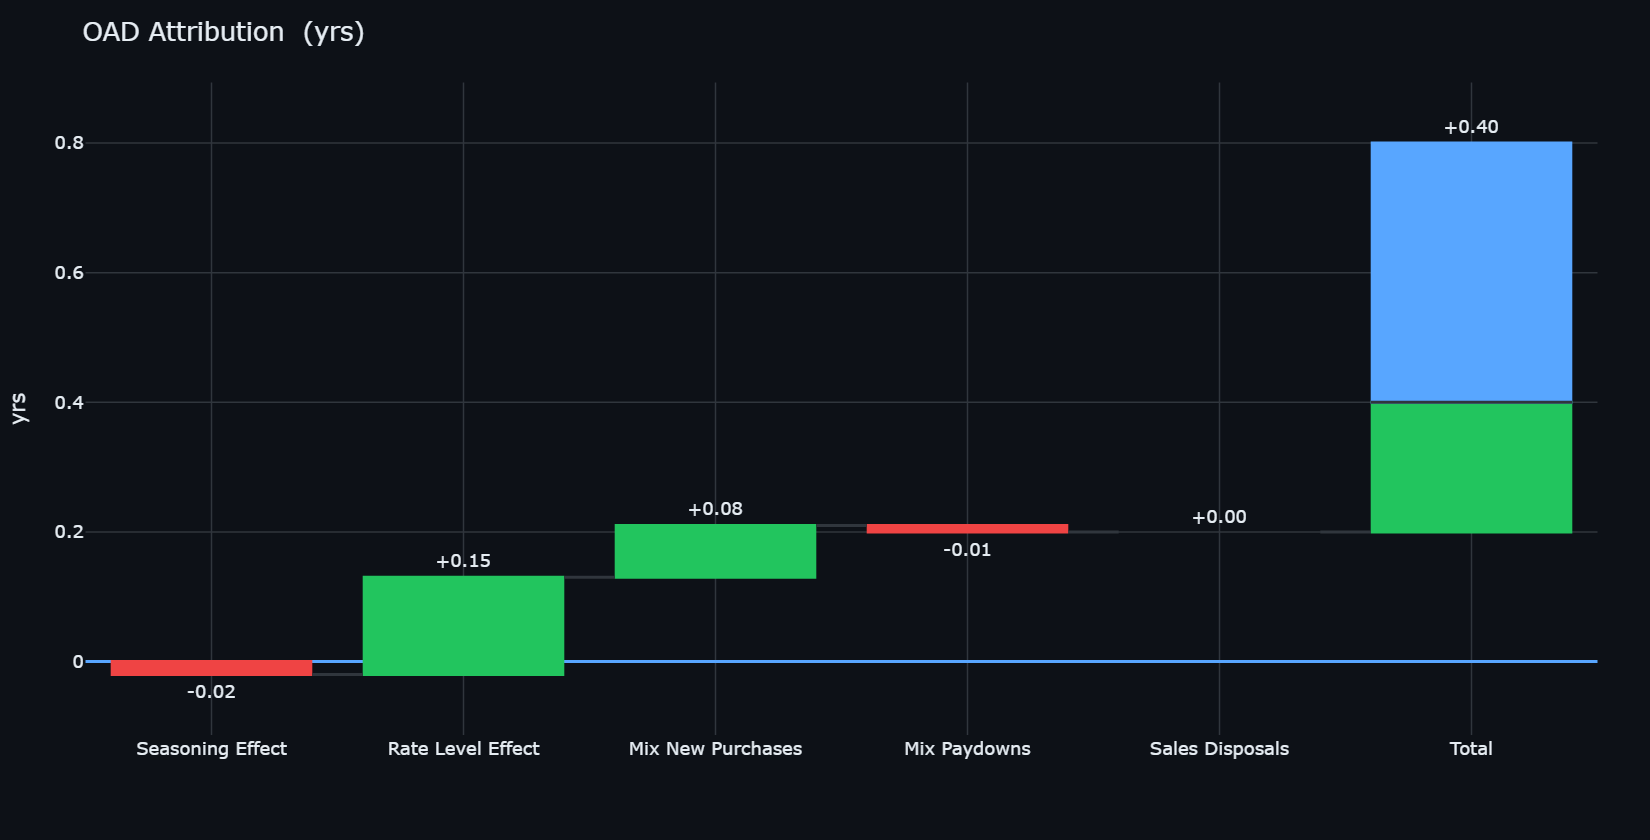 OAD Attribution (yrs)
yrs
0.8
0.6
0.4
0.2
0
-0.02
+0.15
+0.08
-0.01
+0.00
+0.40
Seasoning Effect
Rate Level Effect
Mix New Purchases
Mix Paydowns
Sales Disposals
Total